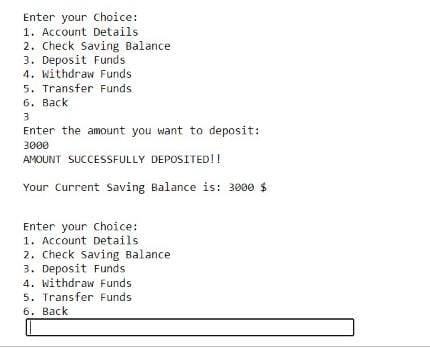 Enter your Choice:
1. Account Details
2. Check Saving Balance
3. Deposit Funds
4. Withdraw Funds
5. Transfer Funds
6. Back
3
Enter the amount you want to deposit:
3000
AMOUNT SUCCESSFULLY DEPOSITED!!
Your Current Saving Balance is: 3000 $
Enter your Choice:
1. Account Details
2. Check Saving Balance
3. Deposit Funds
4. Withdraw Funds
5. Transfer Funds
6. Back